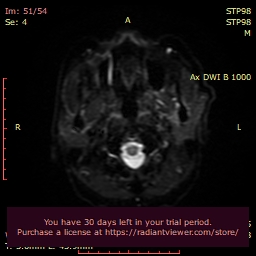 Im: 51/54
Se: 4
STP98
STP98
M
A
Ax DWI B 1000
R
L
You have 30 days left in your trial period.
Purchase a license at https://radiantviewer.com/store/